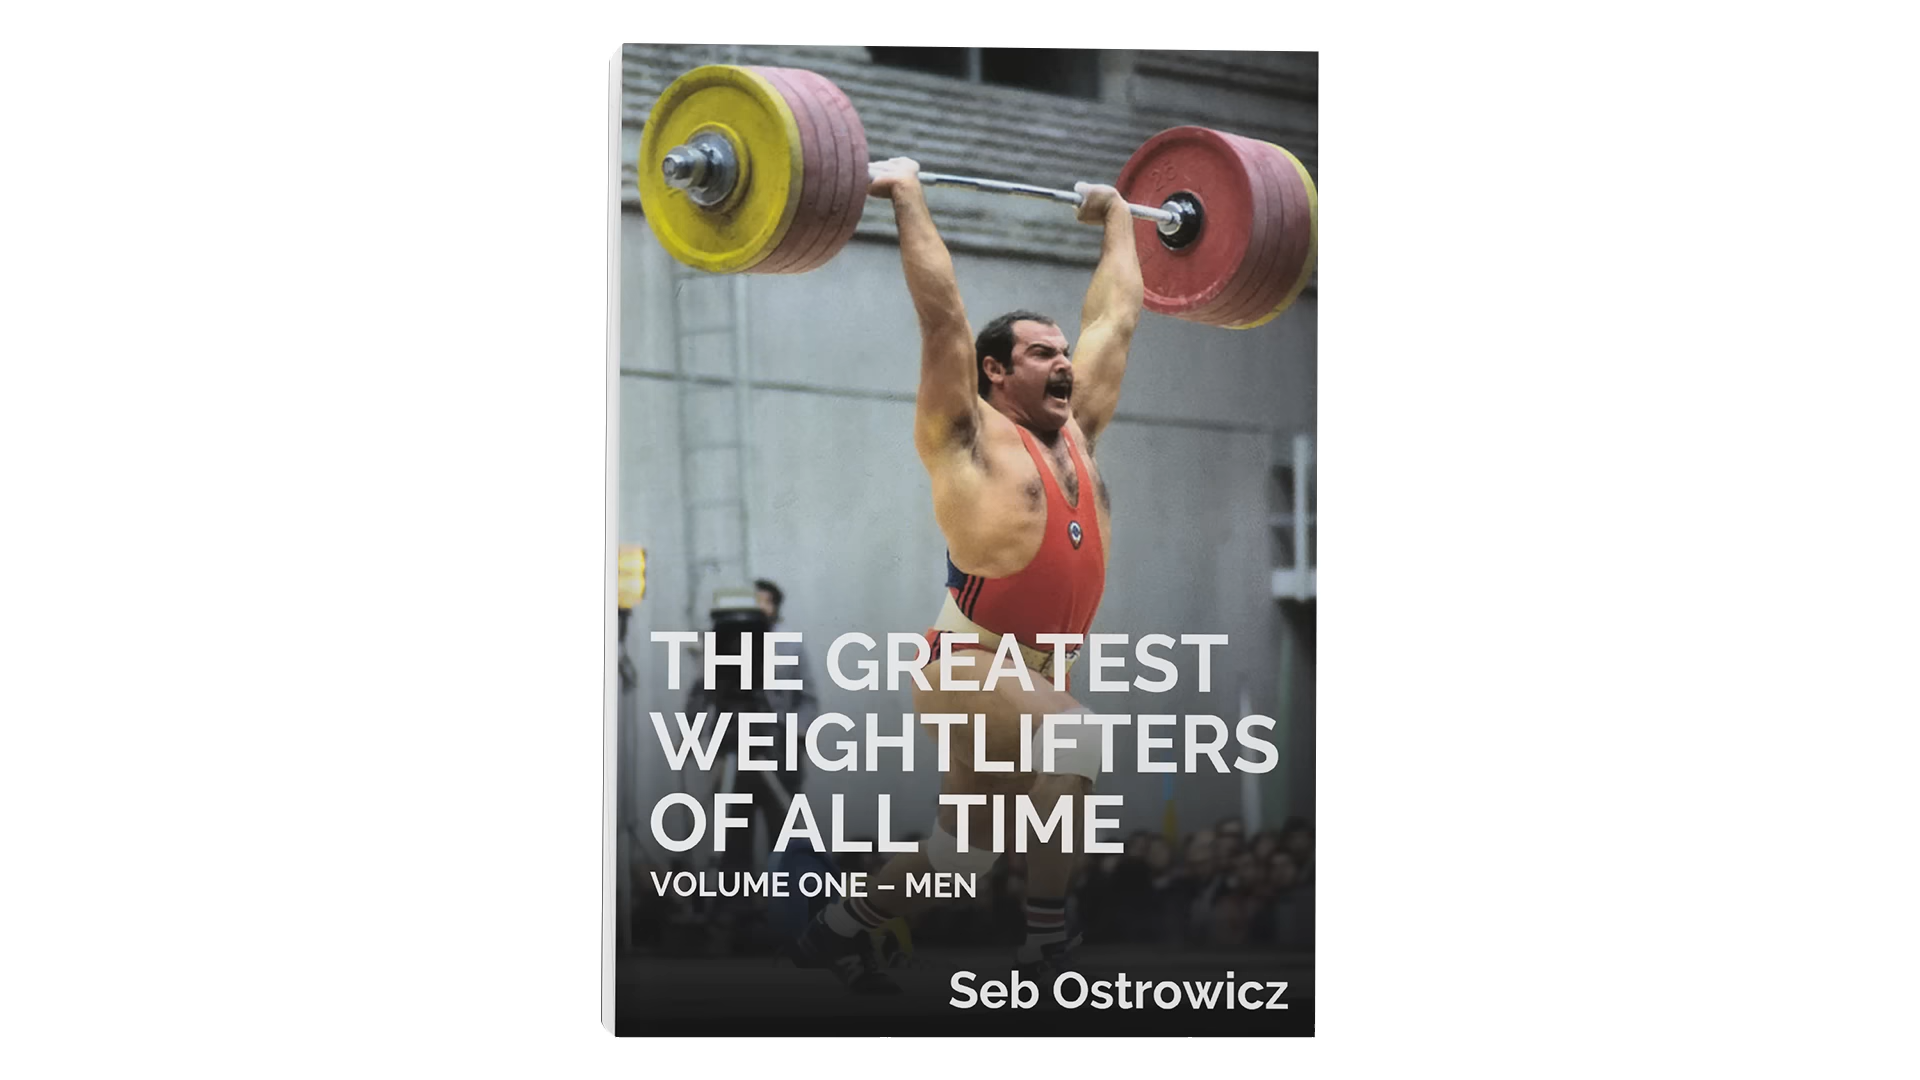 THE GREATEST
WEIGHTLIFTERS
OF ALL TIME
VOLUME ONE – MEN
Seb Ostrowicz